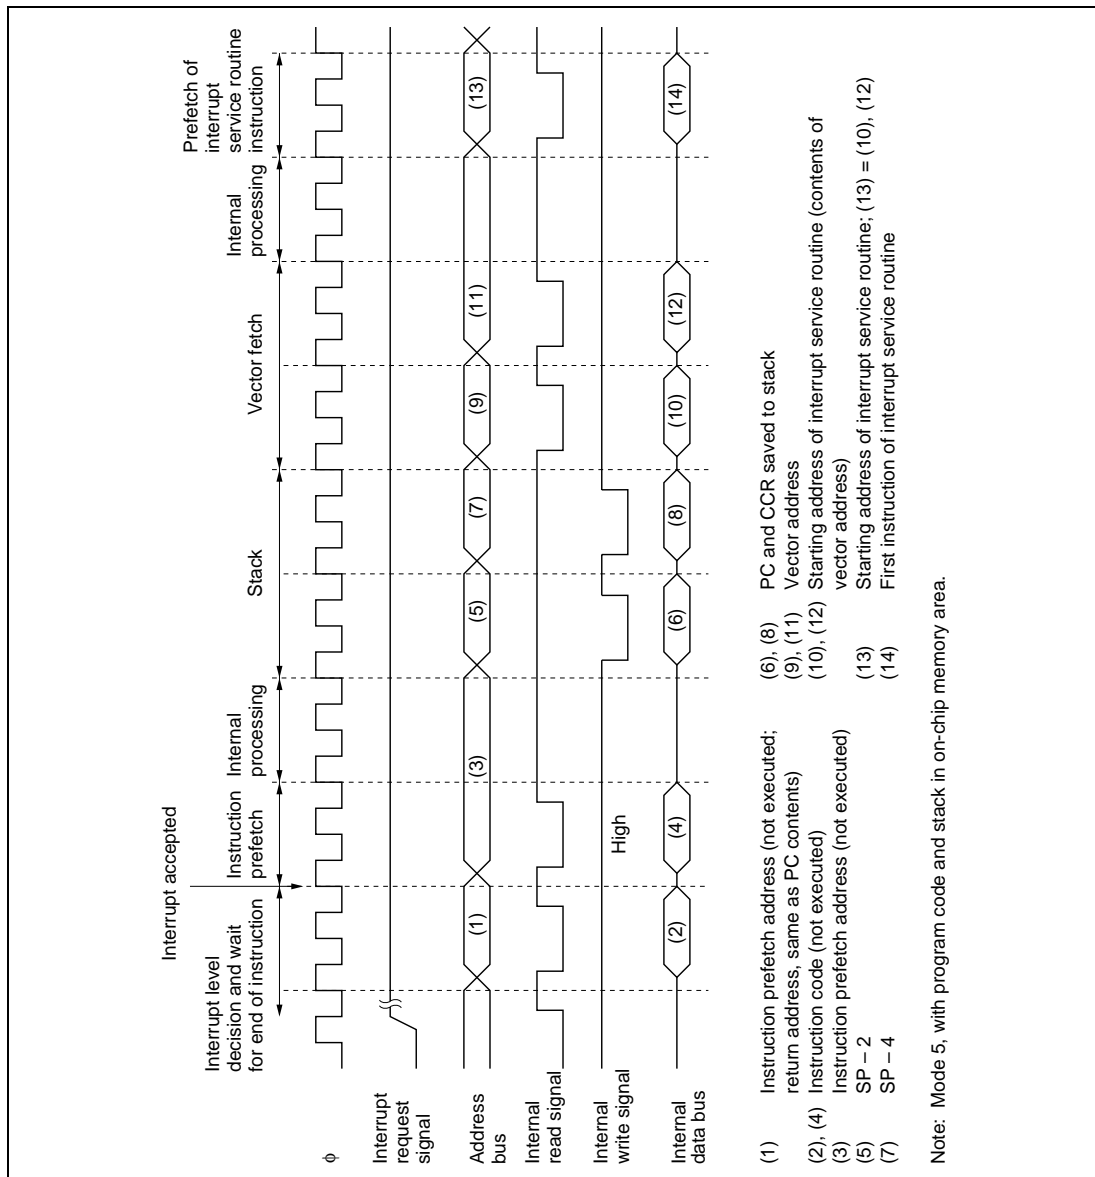 Interrupt accepted
Interrupt level
decision and wait
for end of instruction
Instruction
prefetch
Internal
processing
Stack
Vector fetch
Internal
processing
Prefetch of
interrupt
service routine
instruction
φ
Interrupt
request
signal
Address
bus
(1)
(3)
(5)
(7)
(9)
(11)
(13)
Internal
read signal
Internal
write signal
High
Internal
data bus
(2)
(4)
(6)
(8)
(10)
(12)
(14)
(1) Instruction prefetch address (not executed;
return address, same as PC contents)
(2), (4) Instruction code (not executed)
(3) Instruction prefetch address (not executed)
(5) SP – 2
(7) SP – 4
(6), (8) PC and CCR saved to stack
(9), (11) Vector address
(10), (12) Starting address of interrupt service routine (contents of
vector address)
(13) Starting address of interrupt service routine; (13) = (10), (12)
(14) First instruction of interrupt service routine
Note: Mode 5, with program code and stack in on-chip memory area.